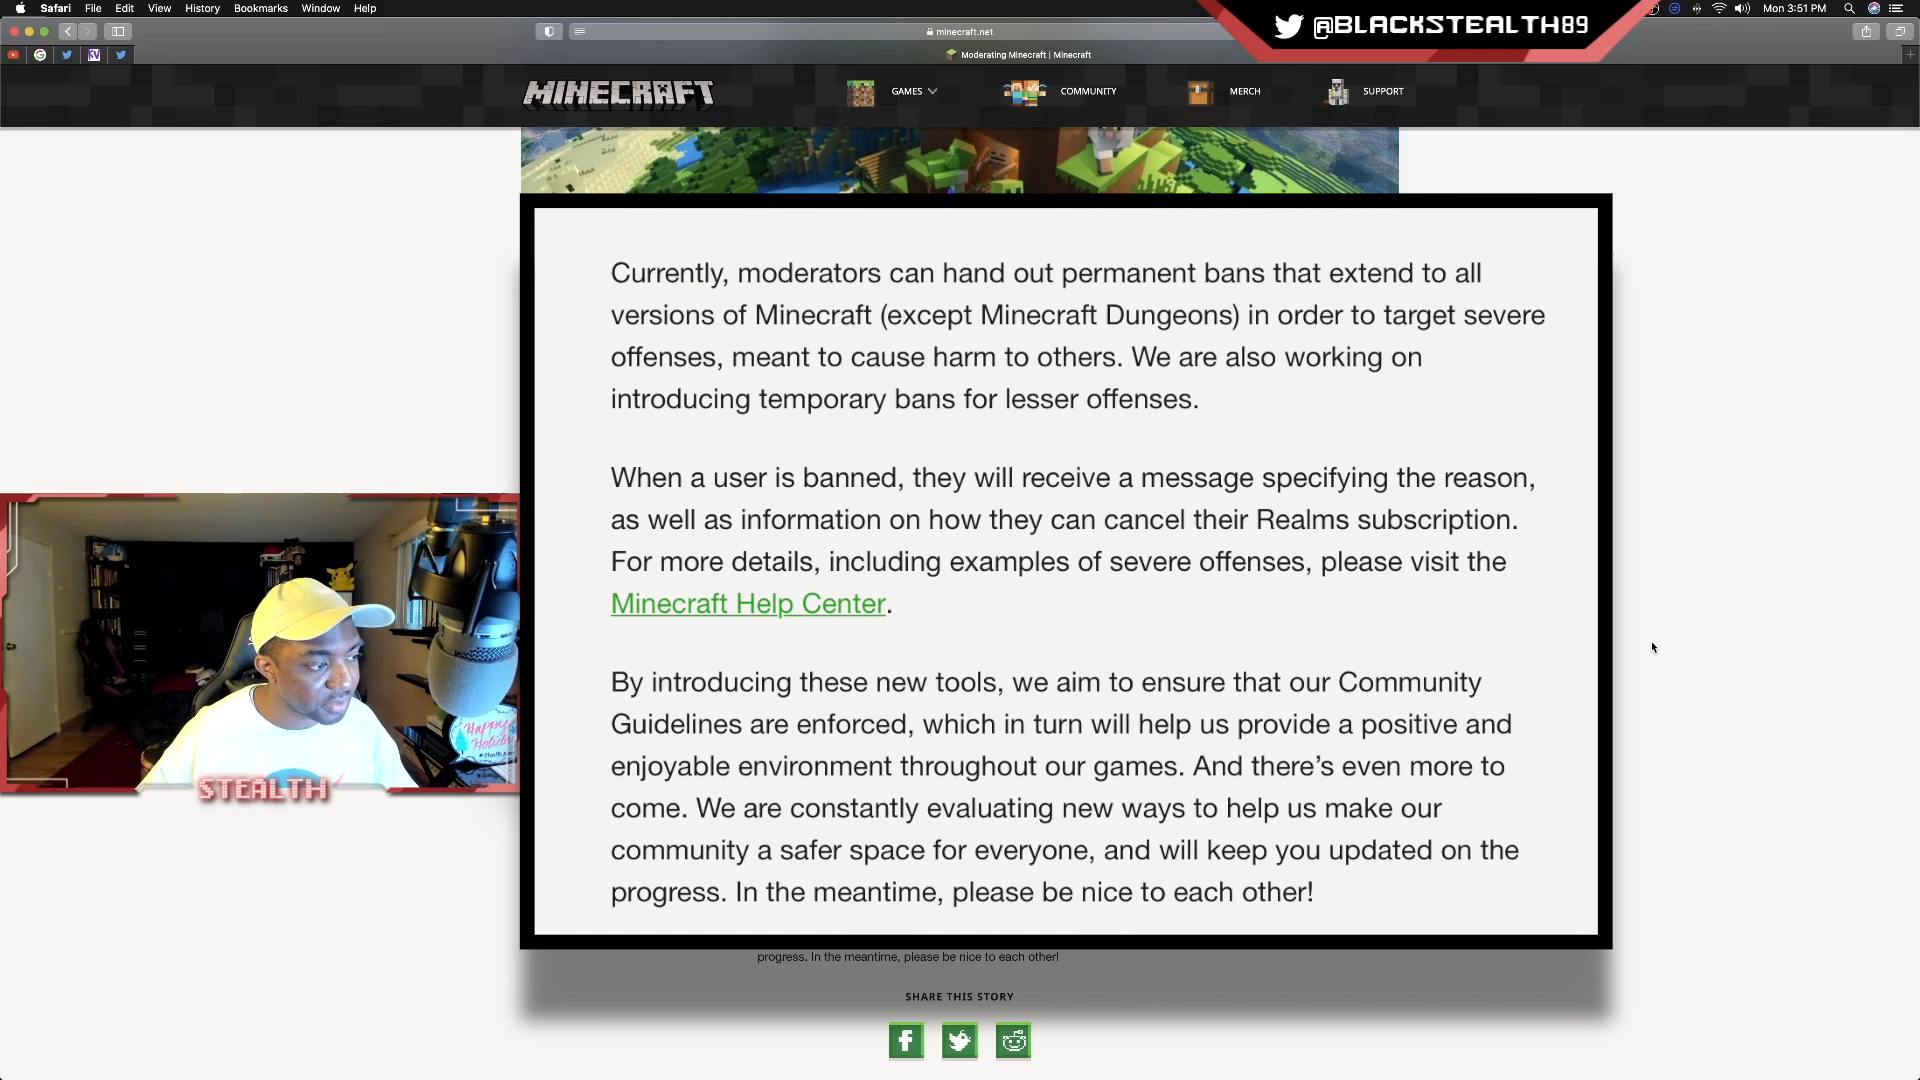 Safari File Edit View History Bookmarks Window Help
Mon 3:51 PM
@BLACKSTEALTH89
minecraft.net
Moderating Minecraft | Minecraft
MINECRAFT
GAMES COMMUNITY MERCH SUPPORT
Currently, moderators can hand out permanent bans that extend to all
versions of Minecraft (except Minecraft Dungeons) in order to target severe
offenses, meant to cause harm to others. We are also working on
introducing temporary bans for lesser offenses.
When a user is banned, they will receive a message specifying the reason,
as well as information on how they can cancel their Realms subscription.
For more details, including examples of severe offenses, please visit the
Minecraft Help Center.
By introducing these new tools, we aim to ensure that our Community
Guidelines are enforced, which in turn will help us provide a positive and
enjoyable environment throughout our games. And there’s even more to
come. We are constantly evaluating new ways to help us make our
community a safer space for everyone, and will keep you updated on the
progress. In the meantime, please be nice to each other!
Happy
Holidays
STEALTH
progress. In the meantime, please be nice to each other!
SHARE THIS STORY